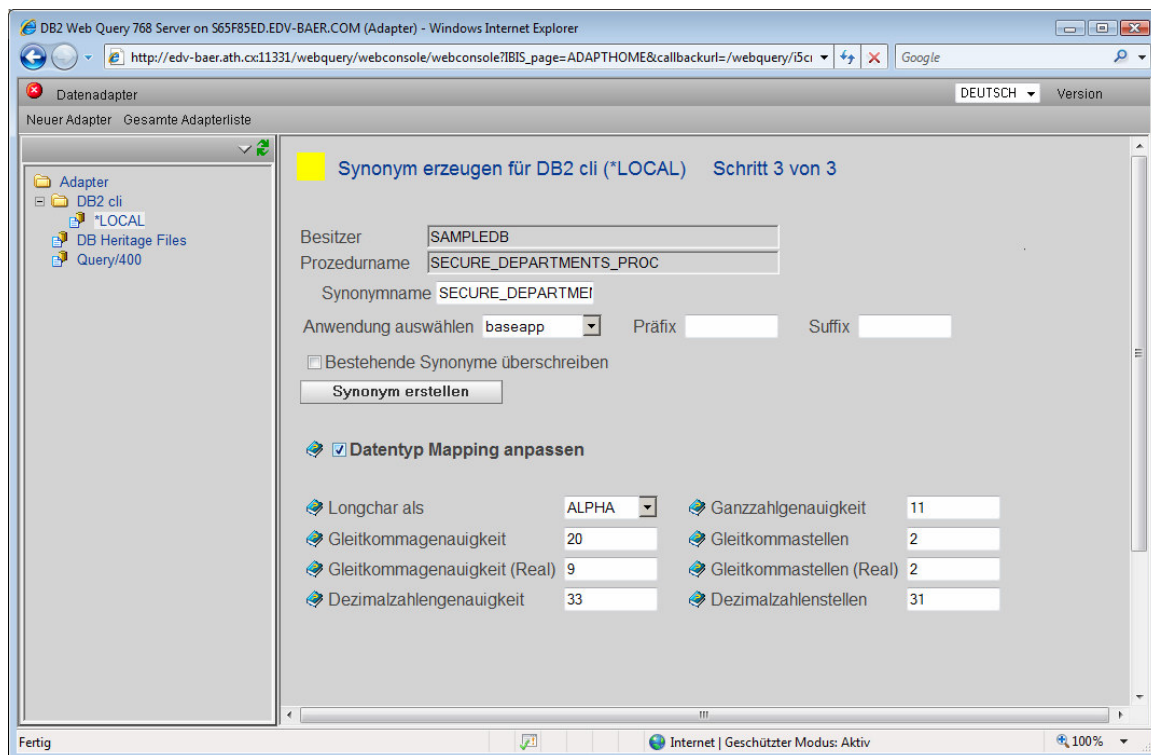 DB2 Web Query 768 Server on S65F85ED.EDV-BAER.COM (Adapter) - Windows Internet Explorer
http://edv-baer.ath.cx:11331/webquery/webconsole/webconsole?IBIS_page=ADAPTHOME&callbackurl=/webquery/i5cı
Google
Datenadapter
DEUTSCH
Version
Neuer Adapter Gesamte Adapterliste
Adapter
DB2 cli
*LOCAL
DB Heritage Files
Query/400
Synonym erzeugen für DB2 cli (*LOCAL) Schritt 3 von 3
Besitzer SAMPLEDB
Prozedurname SECURE_DEPARTMENTS_PROC
Synonymname SECURE_DEPARTMEI
Anwendung auswählen baseapp Präfix Suffix
Bestehende Synonyme überschreiben
Synonym erstellen
Datentyp Mapping anpassen
Longchar als ALPHA Ganzzahlgenauigkeit 11
Gleitkommagenauigkeit 20 Gleitkommastellen 2
Gleitkommagenauigkeit (Real) 9 Gleitkommastellen (Real) 2
Dezimalzahlengenauigkeit 33 Dezimalzahlenstellen 31
Fertig
Internet | Geschützter Modus: Aktiv
100%